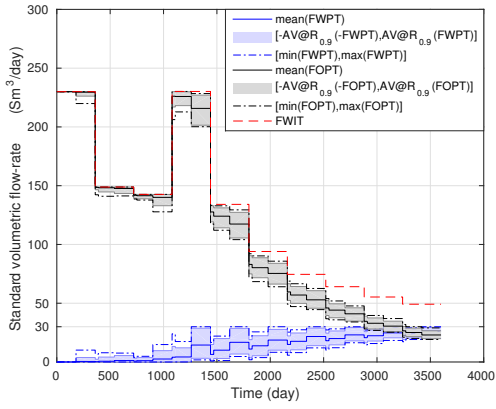 Standard volumetric flow-rate (Sm³/day)
300
250
200
150
100
50
30
0
mean(FWPT)
[-AV@R0.9(-FWPT),AV@R0.9(FWPT)]
[min(FWPT),max(FWPT)]
mean(FOPT)
[-AV@R0.9(-FOPT),AV@R0.9(FOPT)]
[min(FOPT),max(FOPT)]
FWIT
0 500 1000 1500 2000 2500 3000 3500 4000
Time (day)